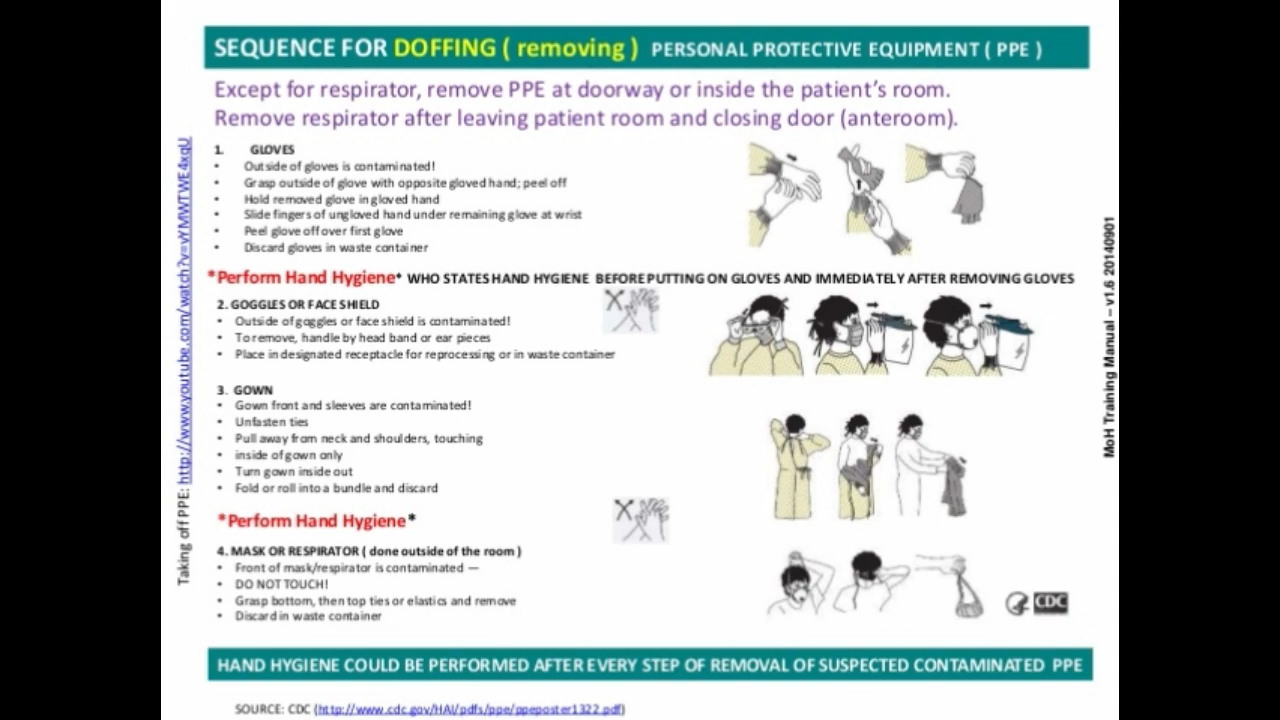 SEQUENCE FOR DOFFING ( removing ) PERSONAL PROTECTIVE EQUIPMENT ( PPE )
Except for respirator, remove PPE at doorway or inside the patient's room.
Remove respirator after leaving patient room and closing door (anteroom).
1. GLOVES
• Outside of gloves is contaminated!
• Grasp outside of glove with opposite gloved hand; peel off
• Hold removed glove in gloved hand
• Slide fingers of ungloved hand under remaining glove at wrist
• Peel glove off over first glove
• Discard gloves in waste container
*Perform Hand Hygiene* WHO STATES HAND HYGIENE BEFORE PUTTING ON GLOVES AND IMMEDIATELY AFTER REMOVING GLOVES
2. GOGGLES OR FACE SHIELD
• Outside of goggles or face shield is contaminated!
• To remove, handle by head band or ear pieces
• Place in designated receptacle for reprocessing or in waste container
3. GOWN
• Gown front and sleeves are contaminated!
• Unfasten ties
• Pull away from neck and shoulders, touching
• inside of gown only
• Turn gown inside out
• Fold or roll into a bundle and discard
*Perform Hand Hygiene*
4. MASK OR RESPIRATOR ( done outside of the room )
• Front of mask/respirator is contaminated —
• DO NOT TOUCH!
• Grasp bottom, then top ties or elastics and remove
• Discard in waste container
CDC
HAND HYGIENE COULD BE PERFORMED AFTER EVERY STEP OF REMOVAL OF SUSPECTED CONTAMINATED PPE
SOURCE: CDC (http://www.cdc.gov/HAI/pdfs/ppe/ppeposter1322.pdf)
Taking off PPE: http://www.youtube.com/watch?v=vYMWTWE4xqU
MoH Training Manual – v1.6 20140901